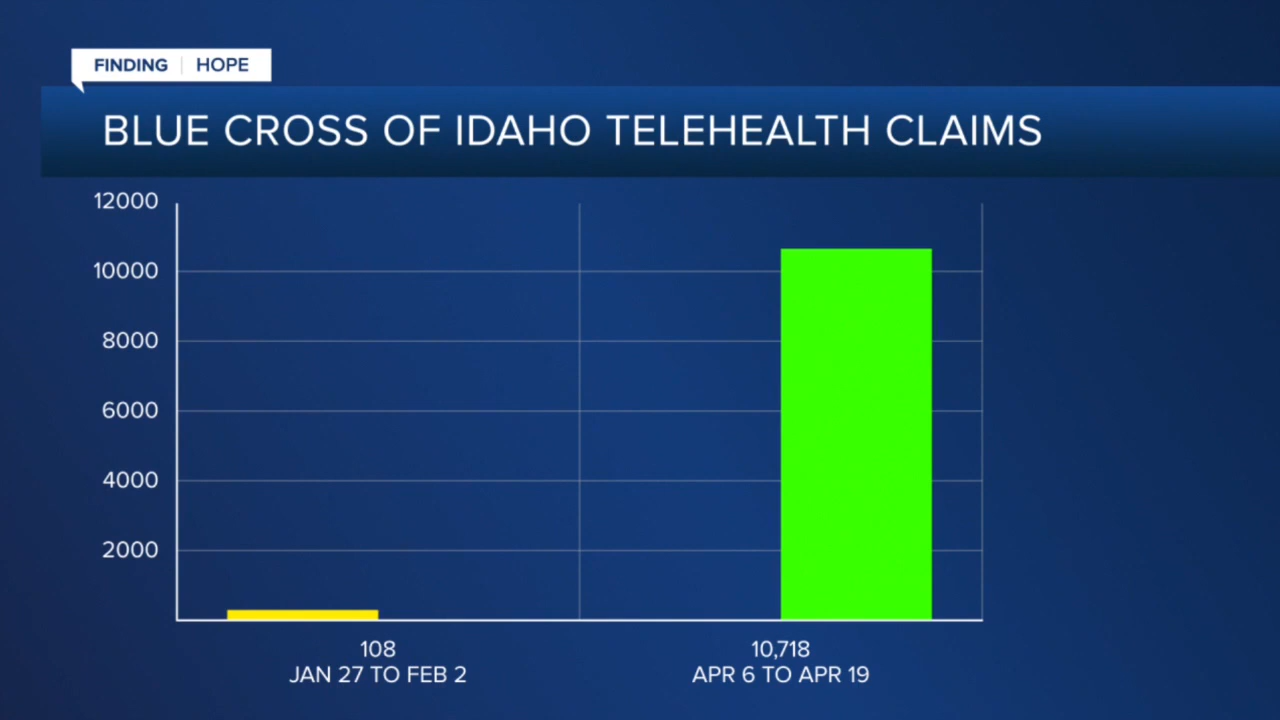 FINDING | HOPE
BLUE CROSS OF IDAHO TELEHEALTH CLAIMS
12000
10000
8000
6000
4000
2000
108
JAN 27 TO FEB 2
10,718
APR 6 TO APR 19